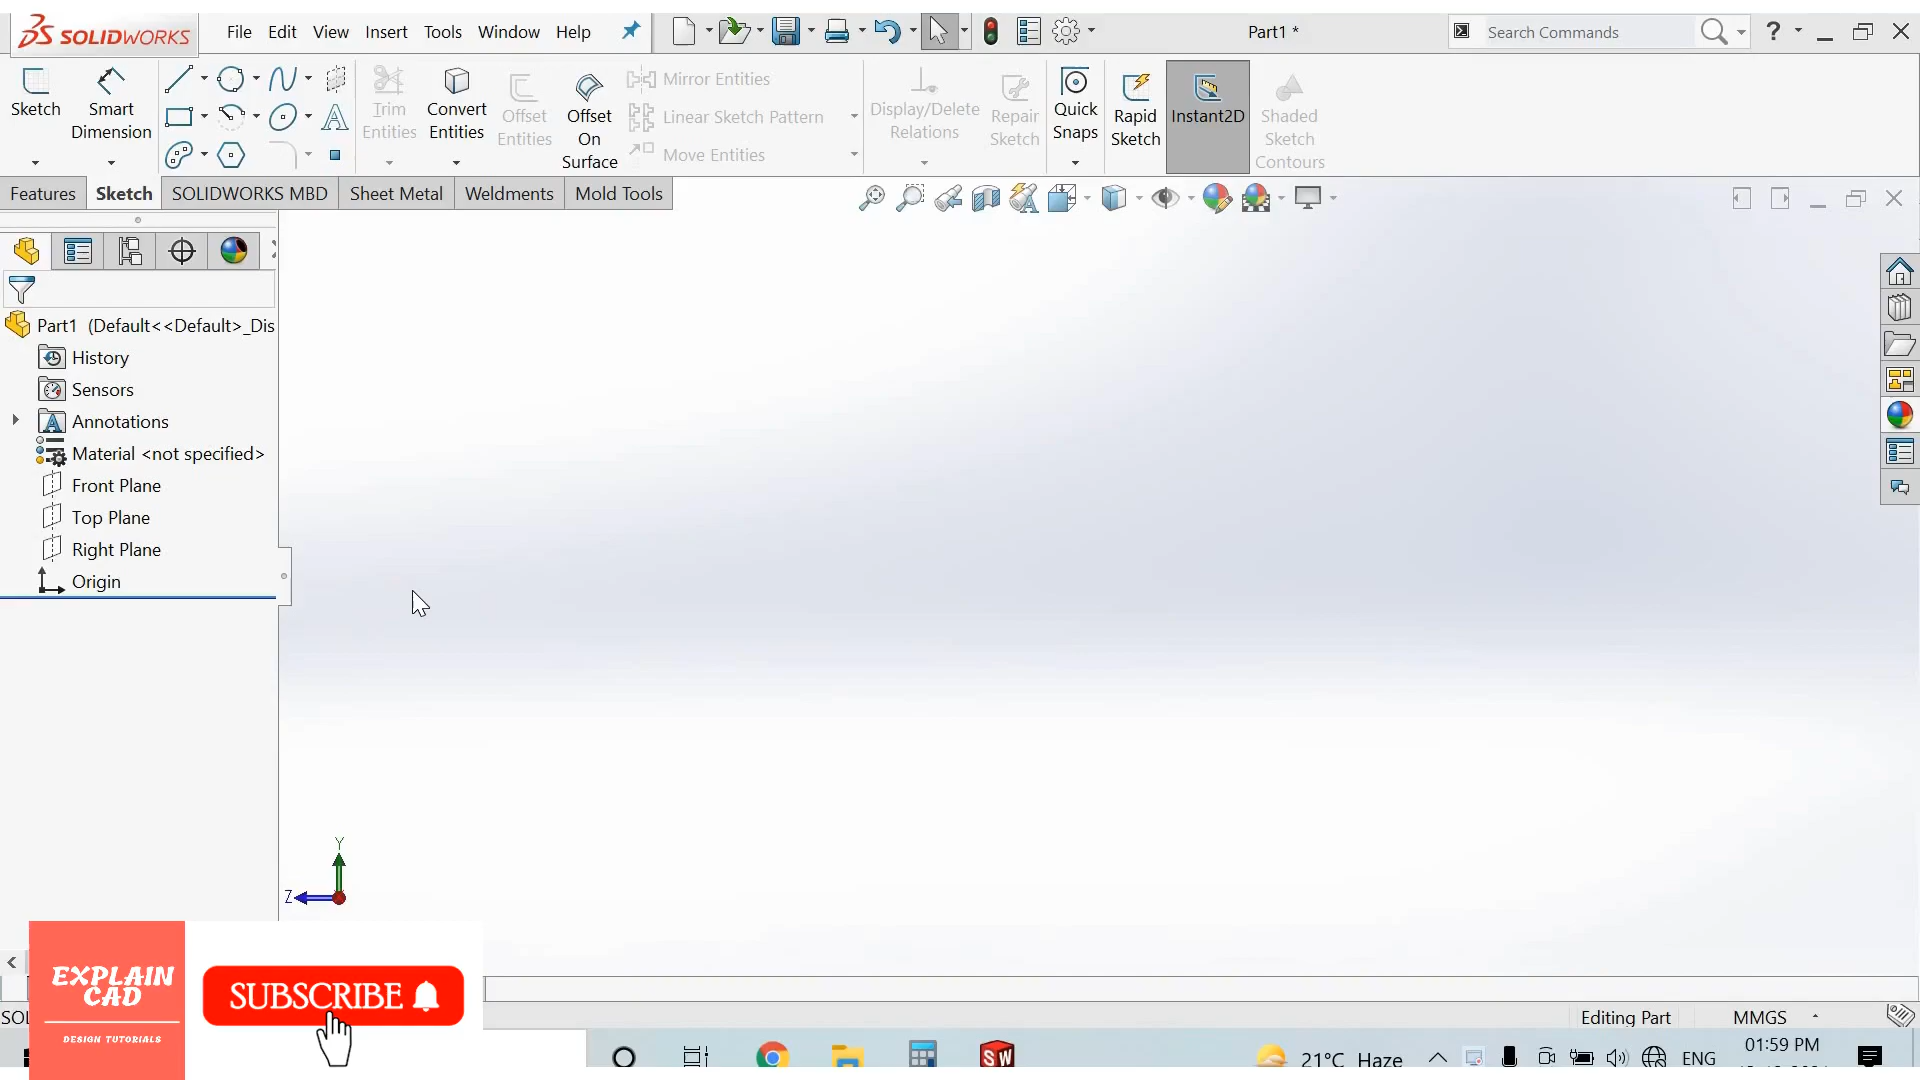 SOLIDWORKS File Edit View Insert Tools Window Help Part1 * Search Commands ?
Sketch Smart Dimension Trim Entities Convert Entities Offset Entities Offset On Surface Mirror Entities Linear Sketch Pattern Move Entities Display/Delete Relations Repair Sketch Quick Snaps Rapid Sketch Instant2D Shaded Sketch Contours
Features Sketch SOLIDWORKS MBD Sheet Metal Weldments Mold Tools
Part1 (Default<<Default>_Dis
History
Sensors
Annotations
Material <not specified>
Front Plane
Top Plane
Right Plane
Origin
Y
Z
EXPLAIN
CAD
DESIGN TUTORIALS
SUBSCRIBE
SOL
Editing Part MMGS
21°C Haze ENG 01:59 PM